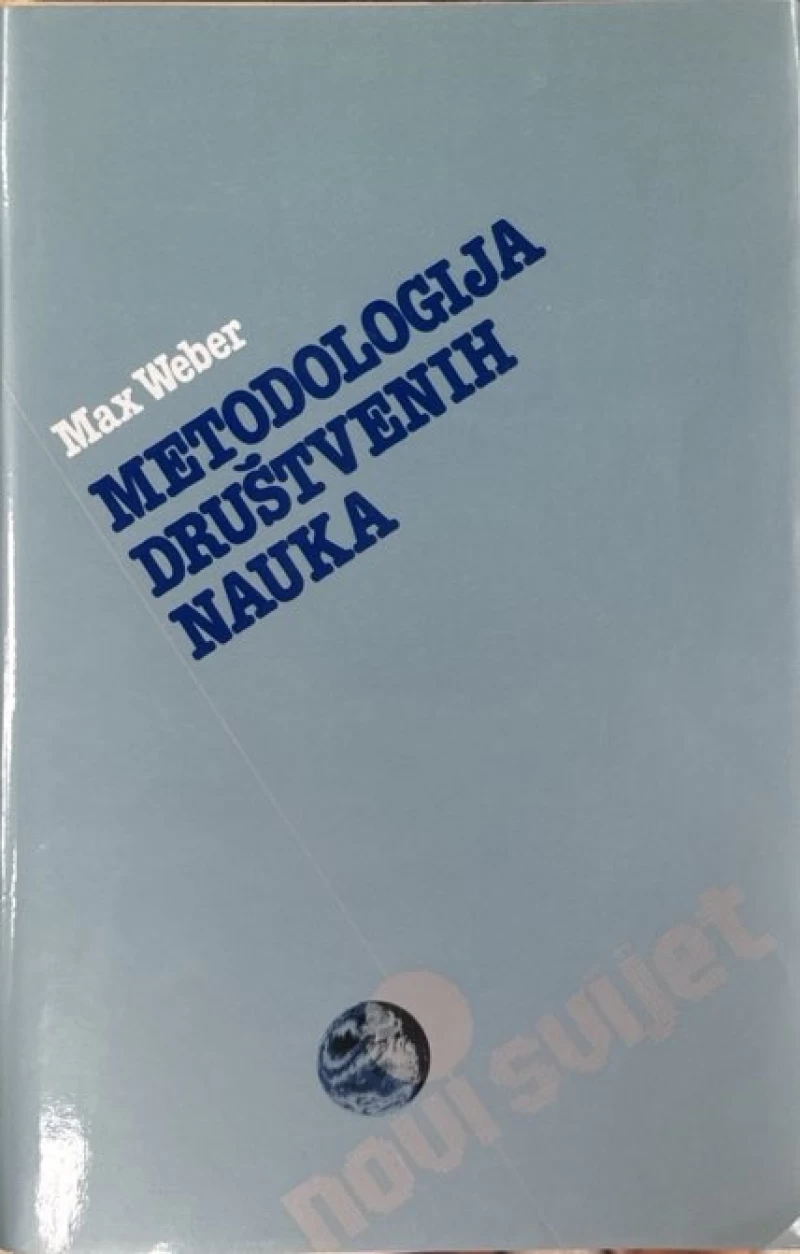 Max Weber
METODOLOGIJA
DRUŠTVENIH
NAUKA
novi svijet